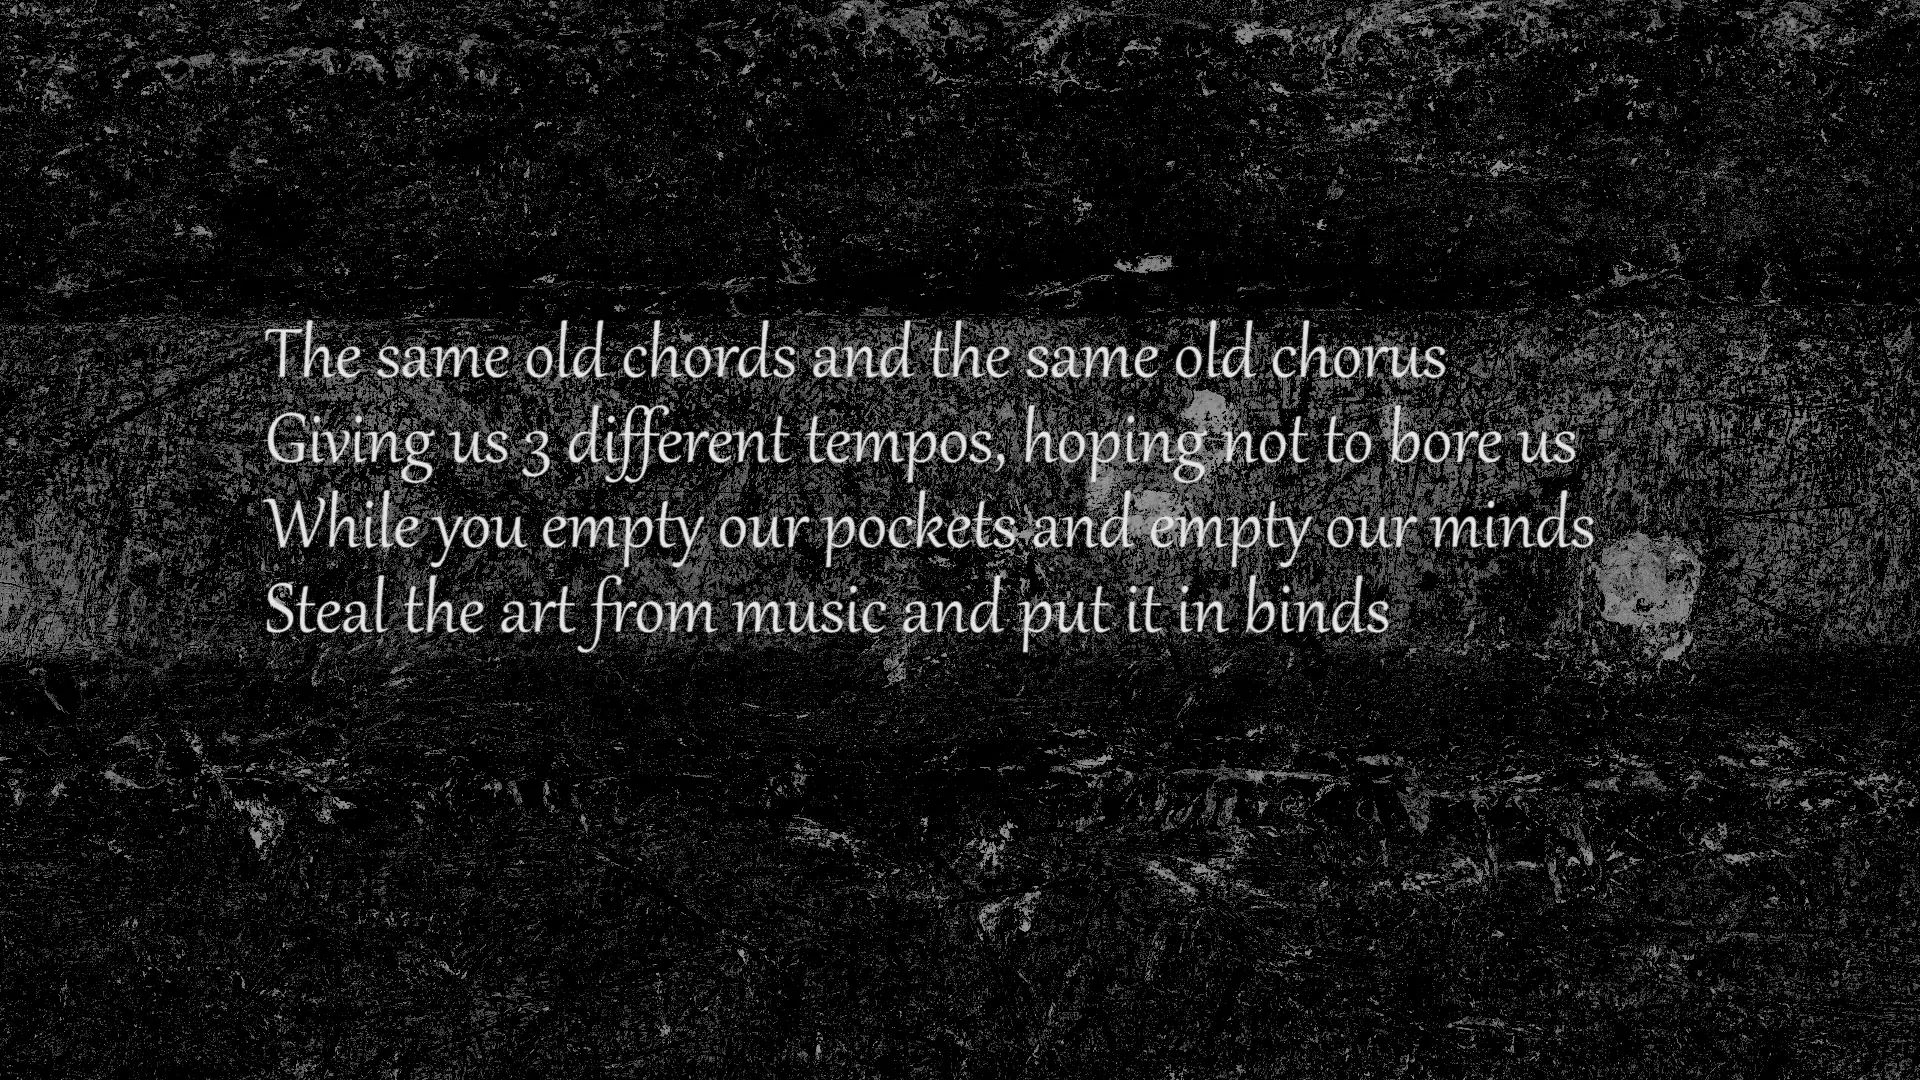 The same old chords and the same old chorus
Giving us 3 different tempos, hoping not to bore us
While you empty our pockets and empty our minds
Steal the art from music and put it in binds